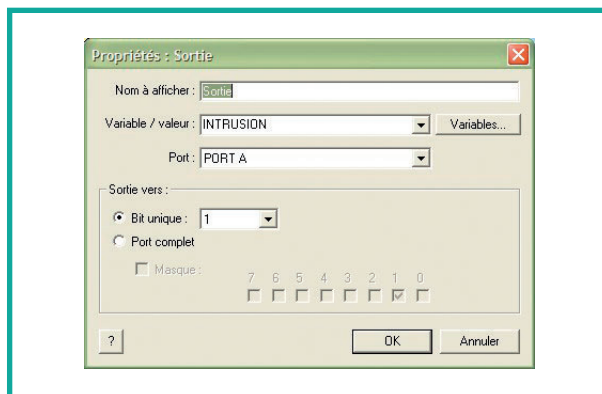 Propriétés : Sortie
Nom à afficher : Sortie
Variable / valeur : INTRUSION Variables...
Port : PORT A
Sortie vers :
Bit unique : 1
Port complet
Masque :
7 6 5 4 3 2 1 0
? OK Annuler